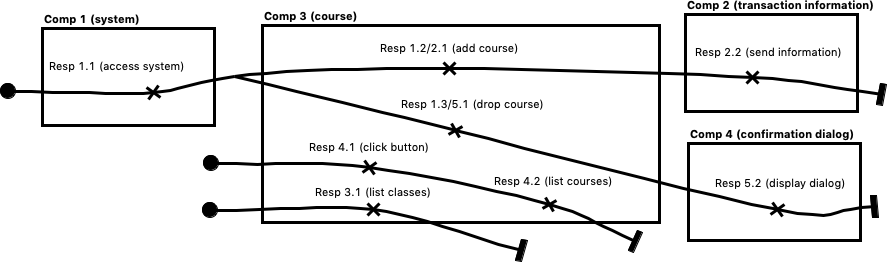 Comp 1 (system)
Comp 3 (course)
Comp 2 (transaction information)
Resp 1.1 (access system)
Resp 1.2/2.1 (add course)
Resp 2.2 (send information)
Resp 1.3/5.1 (drop course)
Comp 4 (confirmation dialog)
Resp 4.1 (click button)
Resp 4.2 (list courses)
Resp 5.2 (display dialog)
Resp 3.1 (list classes)